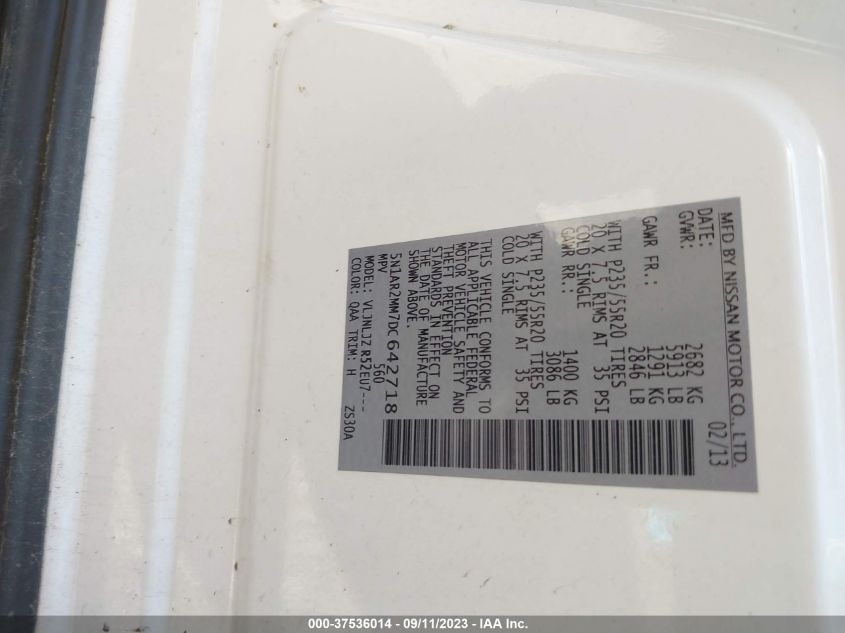 MFD BY NISSAN MOTOR CO., LTD.
DATE: 02/13
GVWR: 2682 KG
5913 LB
GAWR FR.: 1291 KG
2846 LB
WITH P235/55R20 TIRES
20 X 7.5 RIMS AT 35 PSI
COLD SINGLE
GAWR RR.: 1400 KG
3086 LB
WITH P235/55R20 TIRES
20 X 7.5 RIMS AT 35 PSI
COLD SINGLE
THIS VEHICLE CONFORMS TO
ALL APPLICABLE FEDERAL
MOTOR VEHICLE SAFETY AND
THEFT PREVENTION
STANDARDS IN EFFECT ON
THE DATE OF MANUFACTURE
SHOWN ABOVE.
5N1AR2MM7DC642718
MPV *60
MODEL: VLJNLJZ R52EU7---
COLOR: QAA TRIM: H ZS30A
000-37536014 - 09/11/2023 - IAA Inc.